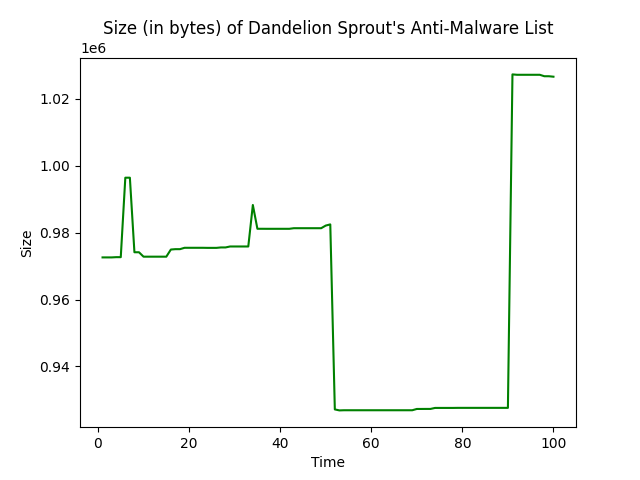 Size (in bytes) of Dandelion Sprout's Anti-Malware List
1e6
1.02
1.00
0.98
0.96
0.94
Size
0 20 40 60 80 100
Time